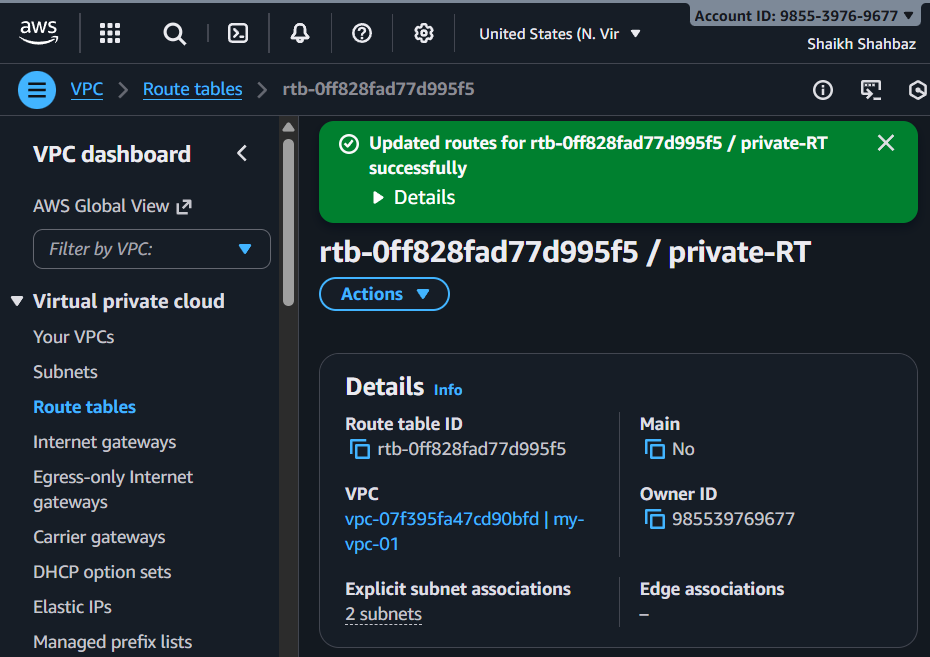 aws
United States (N. Vir
Account ID: 9855-3976-9677
Shaikh Shahbaz
VPC
Route tables
rtb-0ff828fad77d995f5
VPC dashboard
AWS Global View
Filter by VPC:
Virtual private cloud
Your VPCs
Subnets
Route tables
Internet gateways
Egress-only Internet
gateways
Carrier gateways
DHCP option sets
Elastic IPs
Managed prefix lists
Updated routes for rtb-0ff828fad77d995f5 / private-RT
successfully
Details
rtb-0ff828fad77d995f5 / private-RT
Actions
Details Info
Route table ID
rtb-0ff828fad77d995f5
Main
No
VPC
vpc-07f395fa47cd90bfd | my-
vpc-01
Owner ID
985539769677
Explicit subnet associations
2 subnets
Edge associations
–